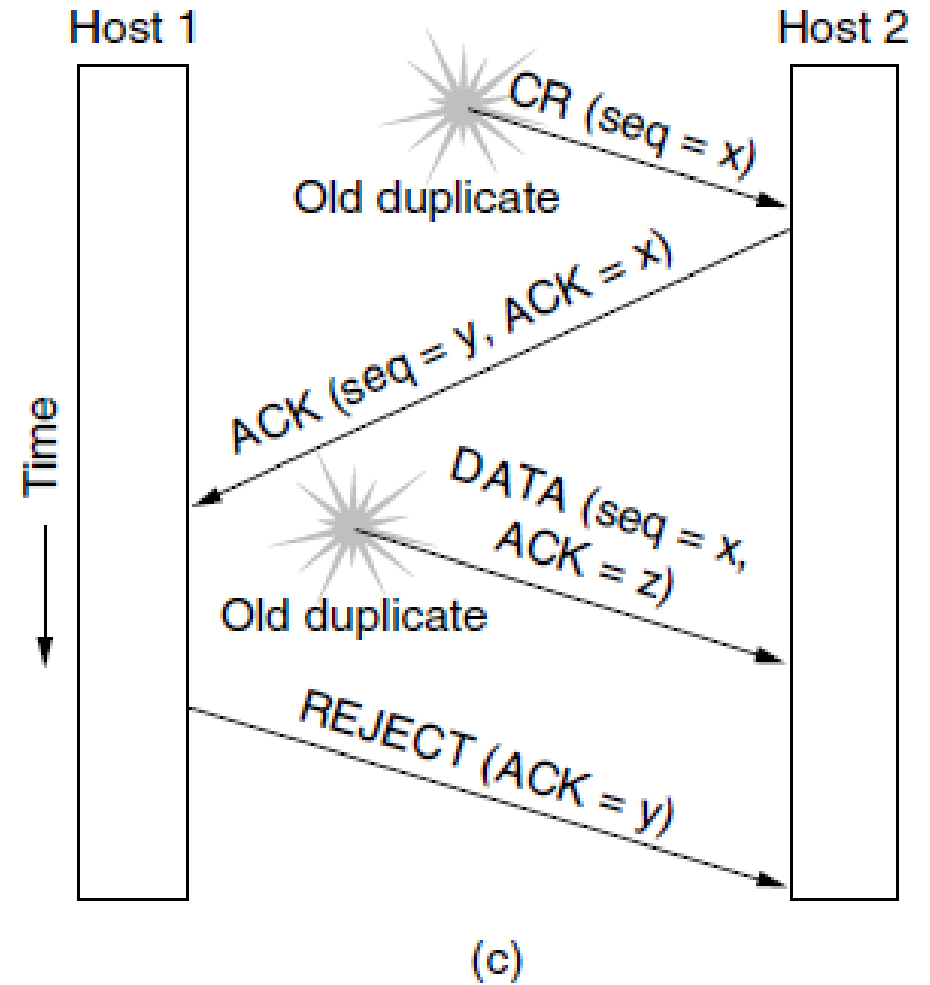 Host 1
Host 2
CR (seq = x)
Old duplicate
ACK (seq = y, ACK = x)
DATA (seq = x,
ACK = z)
Old duplicate
Time
REJECT (ACK = y)
(c)